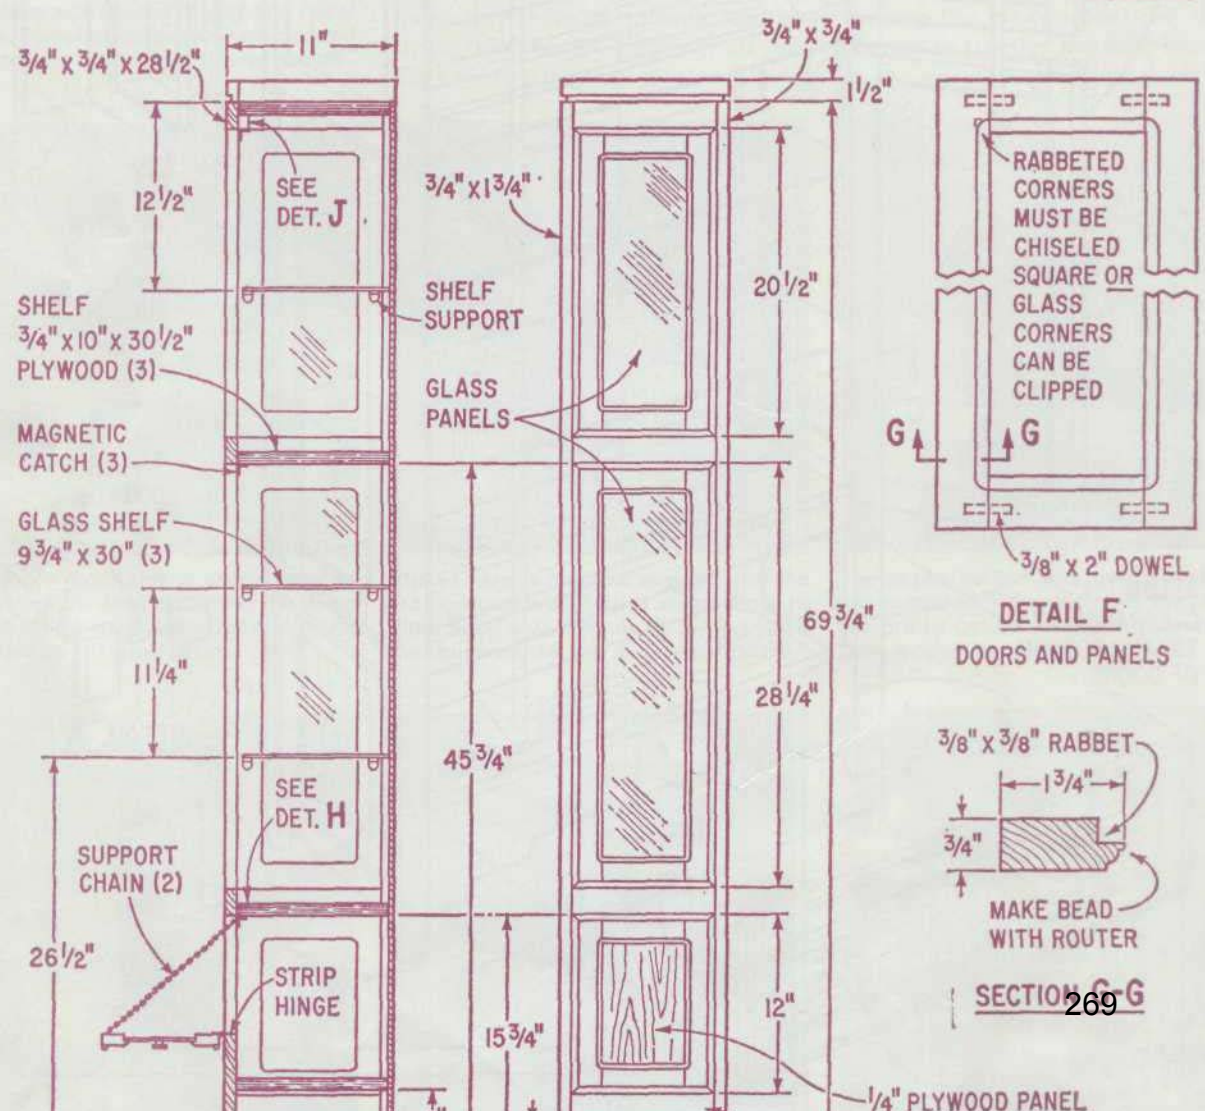 11"
3/4" X 3/4" X 28 1/2"
12 1/2"
SEE
DET. J
SHELF
SUPPORT
SHELF
3/4" X 10" X 30 1/2"
PLYWOOD (3)
MAGNETIC
CATCH (3)
GLASS SHELF
9 3/4" X 30" (3)
11 1/4"
SEE
DET. H
SUPPORT
CHAIN (2)
26 1/2"
STRIP
HINGE
45 3/4"
15 3/4"
3/4" X 3/4"
1 1/2"
3/4" X 1 3/4"
20 1/2"
GLASS
PANELS
69 3/4"
28 1/4"
12"
1/4" PLYWOOD PANEL
RABBETED
CORNERS
MUST BE
CHISELED
SQUARE OR
GLASS
CORNERS
CAN BE
CLIPPED
G G
3/8" X 2" DOWEL
DETAIL F
DOORS AND PANELS
3/8" X 3/8" RABBET
1 3/4"
3/4"
MAKE BEAD
WITH ROUTER
SECTION G-G
269